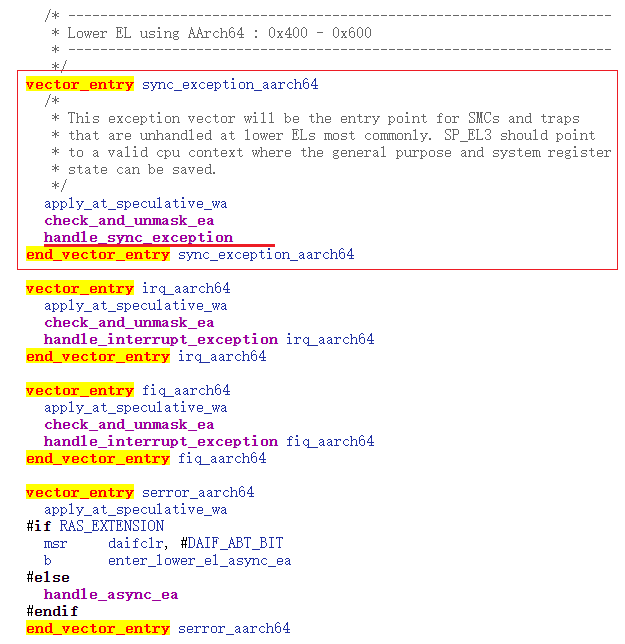 /* ---------------------------------------------------------------------
 * Lower EL using AArch64 : 0x400 - 0x600
 * ---------------------------------------------------------------------
 */
vector_entry sync_exception_aarch64
/*
 * This exception vector will be the entry point for SMCs and traps
 * that are unhandled at lower ELs most commonly. SP_EL3 should point
 * to a valid cpu context where the general purpose and system register
 * state can be saved.
 */
apply_at_speculative_wa
check_and_unmask_ea
handle_sync_exception
end_vector_entry sync_exception_aarch64
vector_entry irq_aarch64
apply_at_speculative_wa
check_and_unmask_ea
handle_interrupt_exception irq_aarch64
end_vector_entry irq_aarch64
vector_entry fiq_aarch64
apply_at_speculative_wa
check_and_unmask_ea
handle_interrupt_exception fiq_aarch64
end_vector_entry fiq_aarch64
vector_entry serror_aarch64
apply_at_speculative_wa
#if RAS_EXTENSION
msr daifclr, #DAIF_ABT_BIT
b enter_lower_el_async_ea
#else
handle_async_ea
#endif
end_vector_entry serror_aarch64